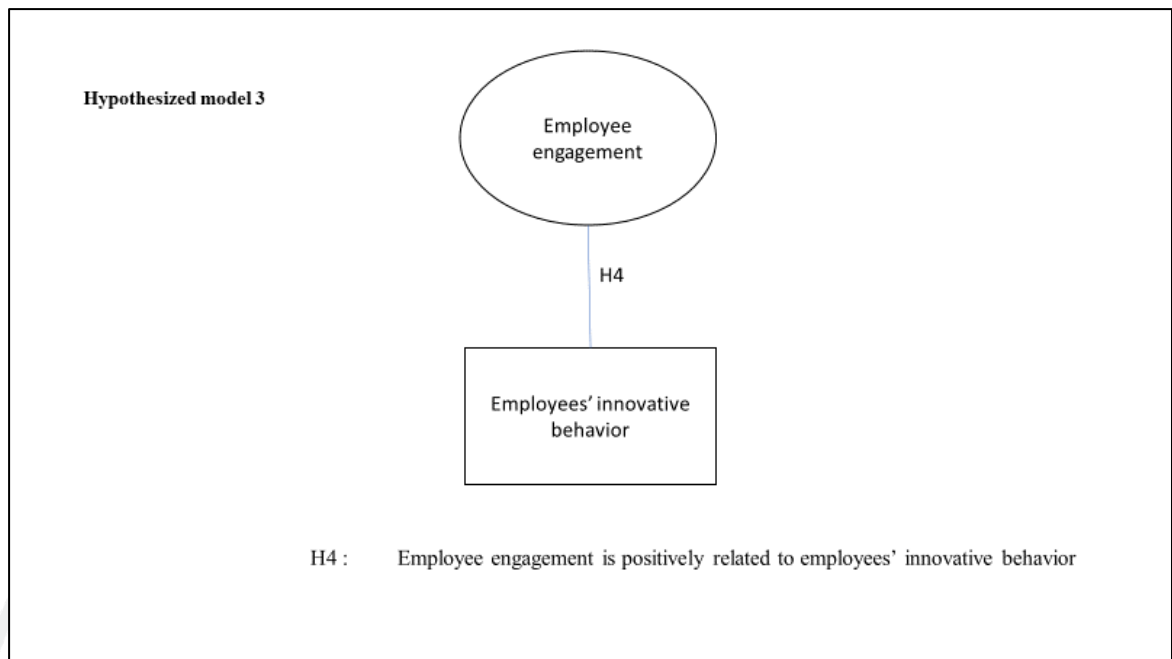 Hypothesized model 3
Employee
engagement
H4
Employees’ innovative
behavior
H4 : Employee engagement is positively related to employees’ innovative behavior